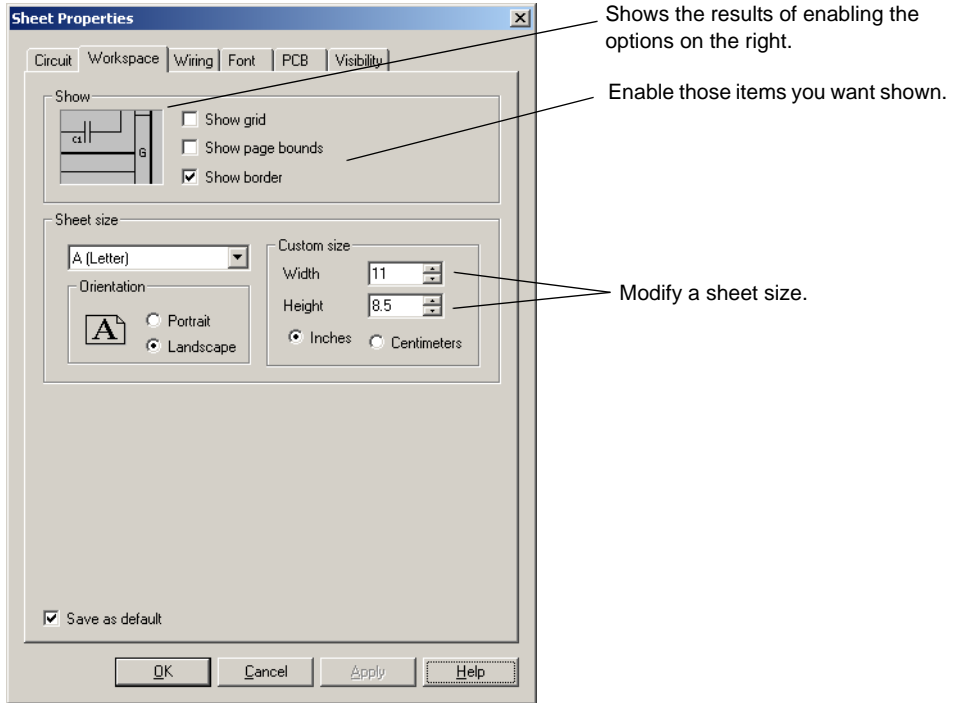 Sheet Properties
Shows the results of enabling the
options on the right.
Circuit Workspace Wiring Font PCB Visibility
Enable those items you want shown.
Show
C1
G
Show grid
Show page bounds
Show border
Sheet size
A (Letter)
Orientation
A
Portrait
Landscape
Custom size
Width 11
Height 8.5
Inches Centimeters
Modify a sheet size.
Save as default
OK Cancel Apply Help